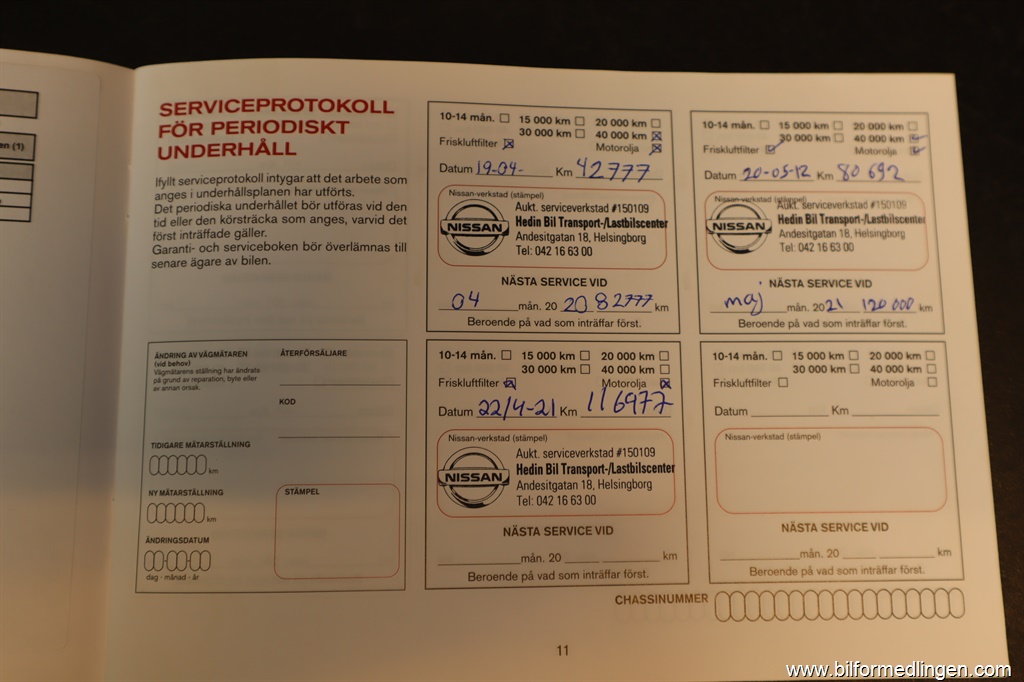 en (1)
SERVICEPROTOKOLL
FÖR PERIODISKT
UNDERHÅLL
Ifyllt serviceprotokoll intygar att det arbete som
anges i underhållsplanen har utförts.
Det periodiska underhållet bör utföras vid den
tid eller den körsträcka som anges, varvid det
först inträffade gäller.
Garanti- och serviceboken bör överlämnas till
senare ägare av bilen.
10-14 mån. 15 000 km 20 000 km
30 000 km 40 000 km
Friskluftfilter Motorolja
Datum 19-04- Km 42777
Nissan-verkstad (stämpel)
NISSAN
Aukt. serviceverkstad #150109
Hedin Bil Transport-/Lastbilscenter
Andesitgatan 18, Helsingborg
Tel: 042 16 63 00
NÄSTA SERVICE VID
04 mån. 20 20 82777 km
Beroende på vad som inträffar först.
10-14 mån. 15 000 km 20 000 km
30 000 km 40 000 km
Friskluftfilter Motorolja
Datum 20-05-12 Km 80692
Nissan-verkstad (stämpel)
NISSAN
Aukt. serviceverkstad #150109
Hedin Bil Transport-/Lastbilscenter
Andesitgatan 18, Helsingborg
Tel: 042 16 63 00
NÄSTA SERVICE VID
maj mån. 2021 120 000 km
Beroende på vad som inträffar först.
ÄNDRING AV VÄGMÄTAREN
(vid behov)
Vägmätarens ställning har ändrats
på grund av reparation, byte eller
av annan orsak.
ÅTERFÖRSÄLJARE
KOD
TIDIGARE MÄTARSTÄLLNING
km
NY MÄTARSTÄLLNING
km
ÄNDRINGSDATUM
dag - månad - år
STÄMPEL
10-14 mån. 15 000 km 20 000 km
30 000 km 40 000 km
Friskluftfilter Motorolja
Datum 22/4-21 Km 116977
Nissan-verkstad (stämpel)
NISSAN
Aukt. serviceverkstad #150109
Hedin Bil Transport-/Lastbilscenter
Andesitgatan 18, Helsingborg
Tel: 042 16 63 00
NÄSTA SERVICE VID
mån. 20 km
Beroende på vad som inträffar först.
10-14 mån. 15 000 km 20 000 km
30 000 km 40 000 km
Friskluftfilter Motorolja
Datum Km
Nissan-verkstad (stämpel)
NÄSTA SERVICE VID
mån. 20 km
Beroende på vad som inträffar först.
CHASSINUMMER
11
www.bilformedlingen.com